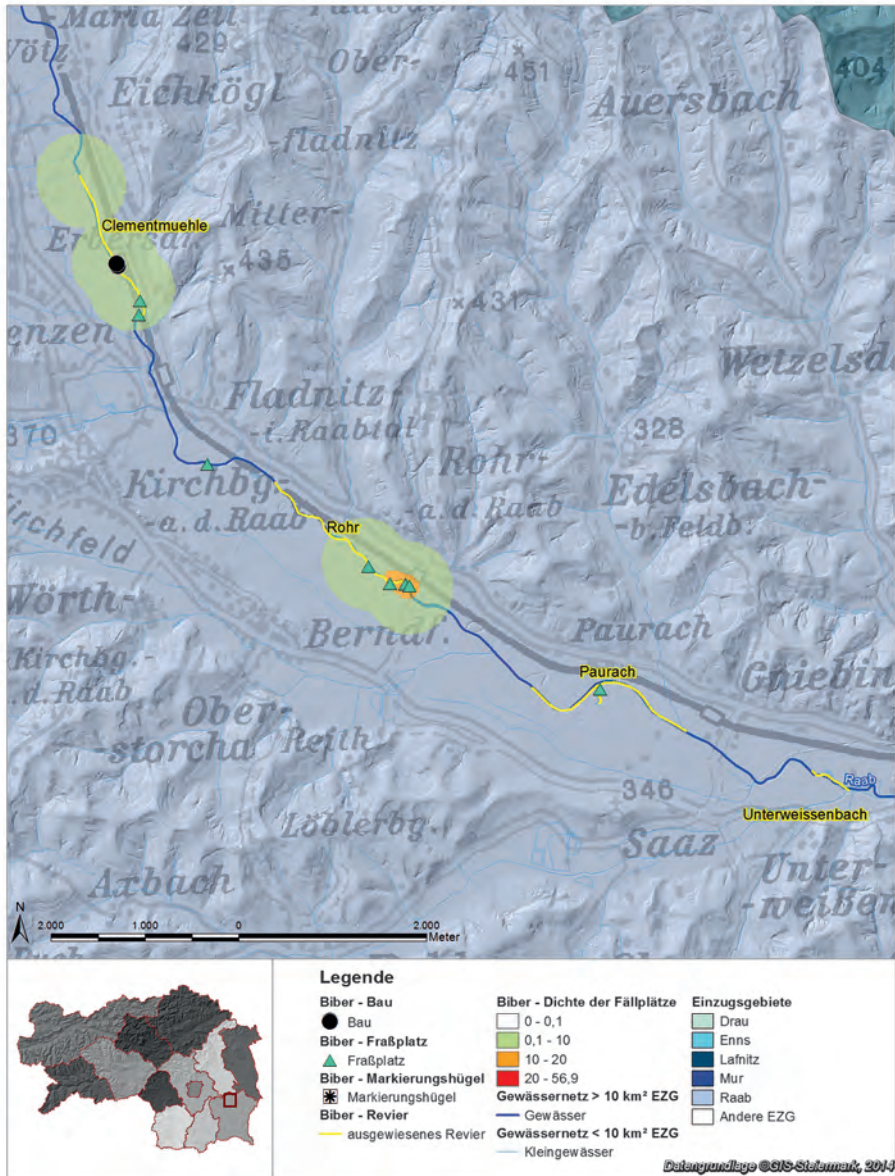 Maria Zell
429
Vötz
Ober-
451
404
Eichkögl
Auersbach
-fladnitz
Clementmuehle
Mitter-
435
431
enzen
Wetzelsd
Fladnitz
-i. Raabtal
370
328
Rohr-
-a. d. Raab
Kirchbg.
-a. d. Raab
Edelsbach-
-b. Feldb.
Rohr
irchfeld
Wörth-
Berndf.
Paurach
Kirchbg.-
a. d. Raab
Paurach
Gniebin
Ober-
-storcha
Reith
Raab
346
Unterweissenbach
Löblerbg.
Saaz
Unter-
-weißen
Axbach
N
2.000 1.000 0 2.000
Meter
Legende
Biber - Bau
Bau
Biber - Fraßplatz
Fraßplatz
Biber - Markierungshügel
Markierungshügel
Biber - Revier
ausgewiesenes Revier
Biber - Dichte der Fällplätze
0 - 0,1
0,1 - 10
10 - 20
20 - 56,9
Gewässernetz > 10 km² EZG
Gewässer
Gewässernetz < 10 km² EZG
Kleingewässer
Einzugsgebiete
Drau
Enns
Lafnitz
Mur
Raab
Andere EZG
Datengrundlage ©GIS-Steiermark,